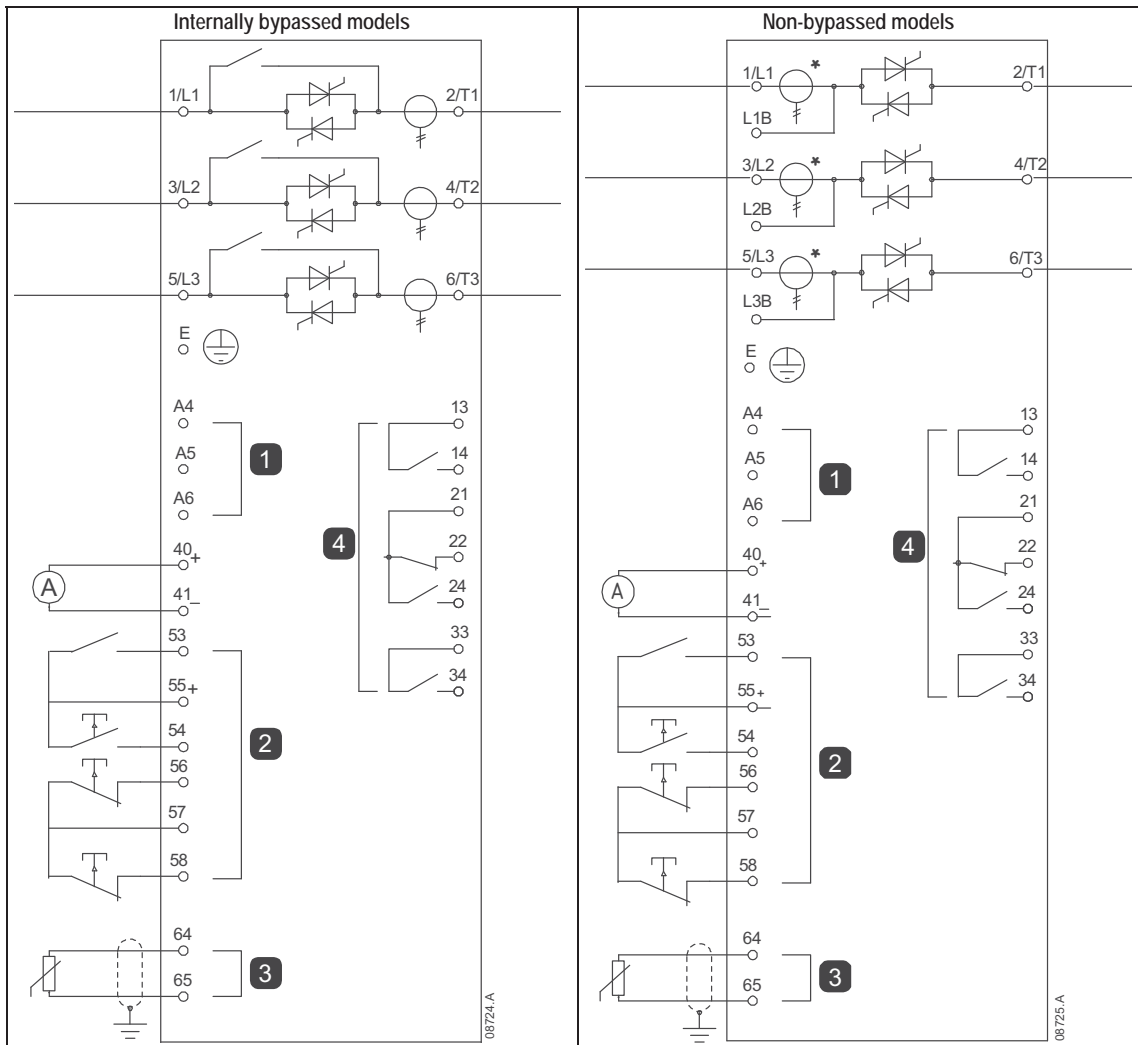 Internally bypassed models
1/L1
2/T1
3/L2
4/T2
5/L3
6/T3
E
A4
A5
A6
1
13
14
21
22
24
33
34
4
40 +
A
41 _
53
55 +
54
56
57
58
2
64
65
3
08724.A
Non-bypassed models
1/L1
*
2/T1
L1B
3/L2
*
4/T2
L2B
5/L3
*
6/T3
L3B
E
A4
A5
A6
1
13
14
21
22
24
33
34
4
40 +
A
41 _
53
55 +
54
56
57
58
2
64
65
3
08725.A